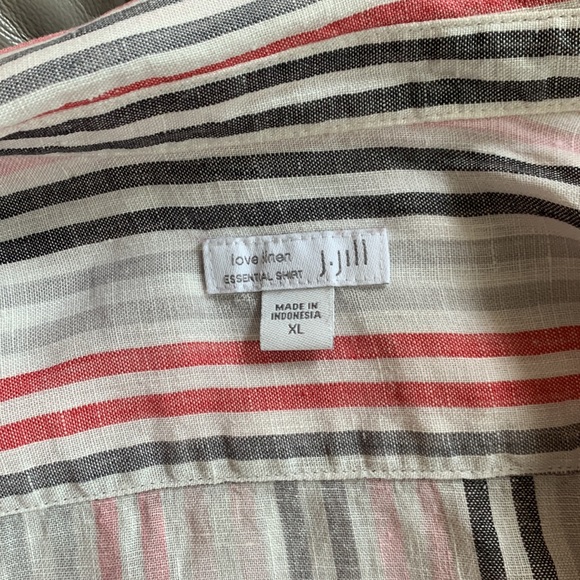 love linen j.jill
ESSENTIAL SHIRT
MADE IN
INDONESIA
XL